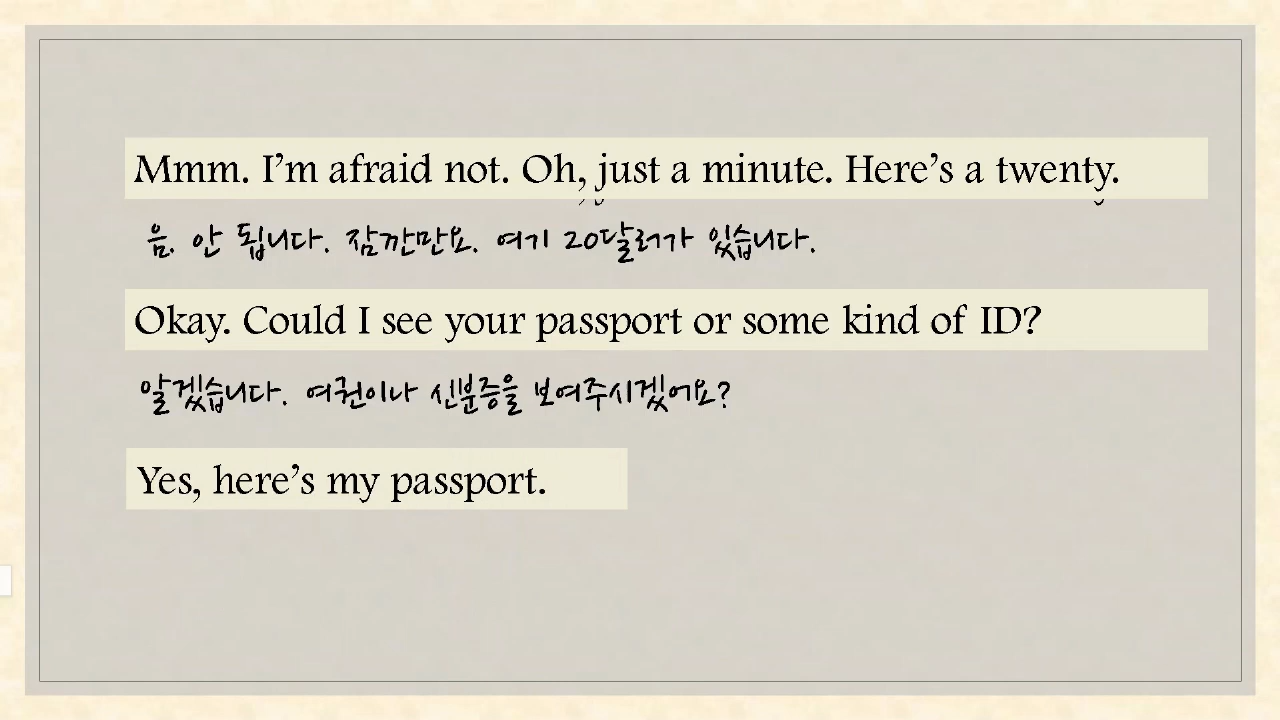 Mmm. I'm afraid not. Oh, just a minute. Here's a twenty.
음. 안 됩니다. 잠깐만요. 여기 20달러가 있습니다.
Okay. Could I see your passport or some kind of ID?
알겠습니다. 여권이나 신분증을 보여주시겠어요?
Yes, here's my passport.